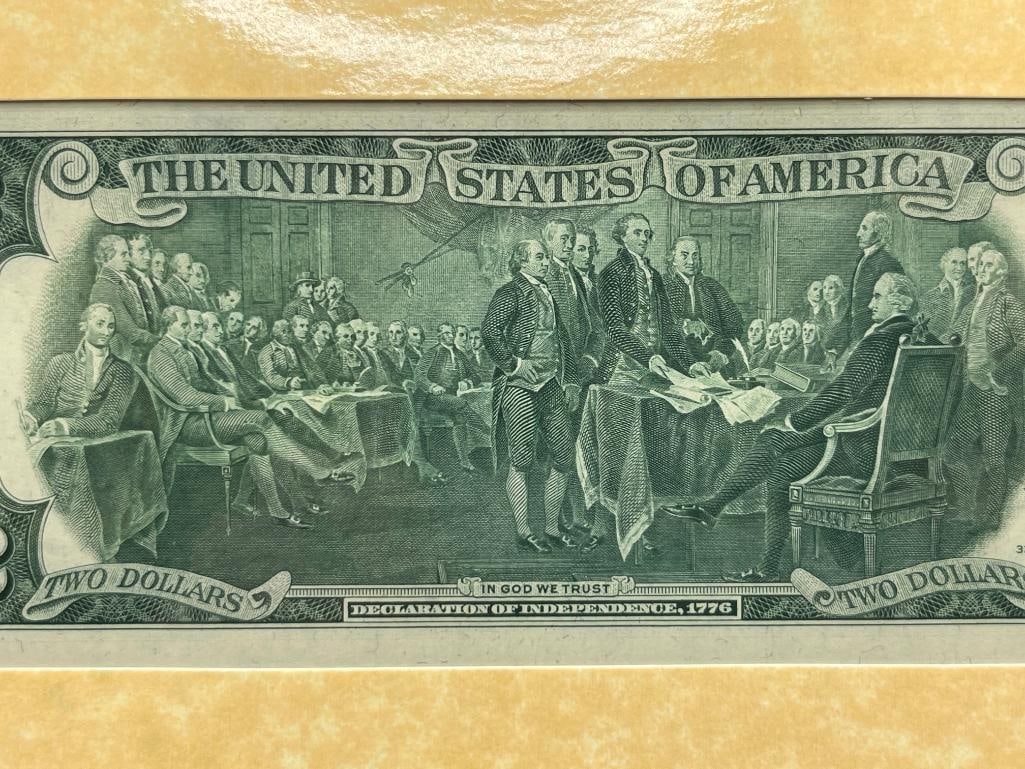 THE UNITED STATES OF AMERICA
TWO DOLLARS
IN GOD WE TRUST
TWO DOLLARS
DECLARATION OF INDEPENDENCE, 1776